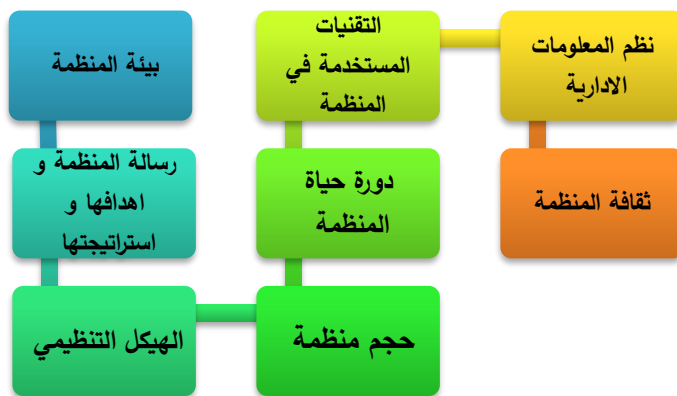 بيئة المنظمة
رسالة المنظمة و
اهدافها و
استراتيجتها
الهيكل التنظيمي
حجم منظمة
دورة حياة
المنظمة
التقنيات
المستخدمة في
المنظمة
نظم المعلومات
الادارية
ثقافة المنظمة